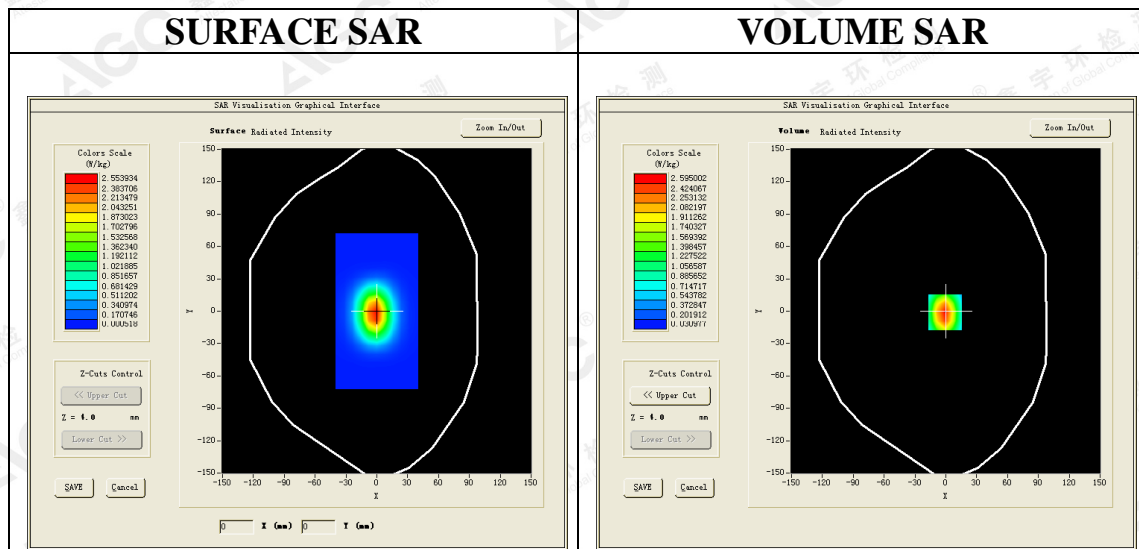 SURFACE SAR
SAR Visualisation Graphical Interface
Surface Radiated Intensity
Zoom In/Out
Colors Scale
(W/kg)
2.553934
2.383706
2.213479
2.043251
1.873023
1.702796
1.532568
1.362340
1.192112
1.021885
0.851657
0.681429
0.511202
0.340974
0.170746
0.000518
Z-Cuts Control
<< Upper Cut
Z = 4.0 mm
Lower Cut >>
SAVE Cancel
150
120
90
60
30
0
-30
-60
-90
-120
-150
Y
-150 -120 -90 -60 -30 0 30 60 90 120 150
X
0 X (mm) 0 Y (mm)
VOLUME SAR
SAR Visualisation Graphical Interface
Volume Radiated Intensity
Zoom In/Out
Colors Scale
(W/kg)
2.595002
2.424067
2.253132
2.082197
1.911262
1.740327
1.569392
1.398457
1.227522
1.056587
0.885652
0.714717
0.543782
0.372847
0.201912
0.030977
Z-Cuts Control
<< Upper Cut
Z = 4.0 mm
Lower Cut >>
SAVE Cancel
150
120
90
60
30
0
-30
-60
-90
-120
-150
Y
-150 -120 -90 -60 -30 0 30 60 90 120 150
X